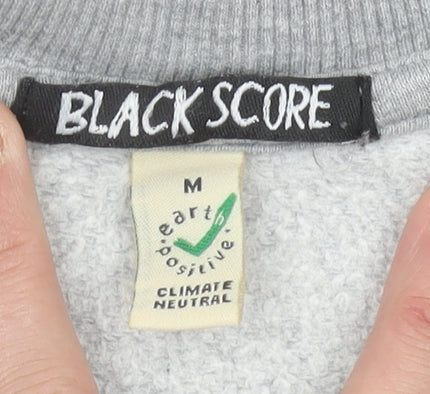 BLACK SCORE
M
earth
positive
CLIMATE
NEUTRAL